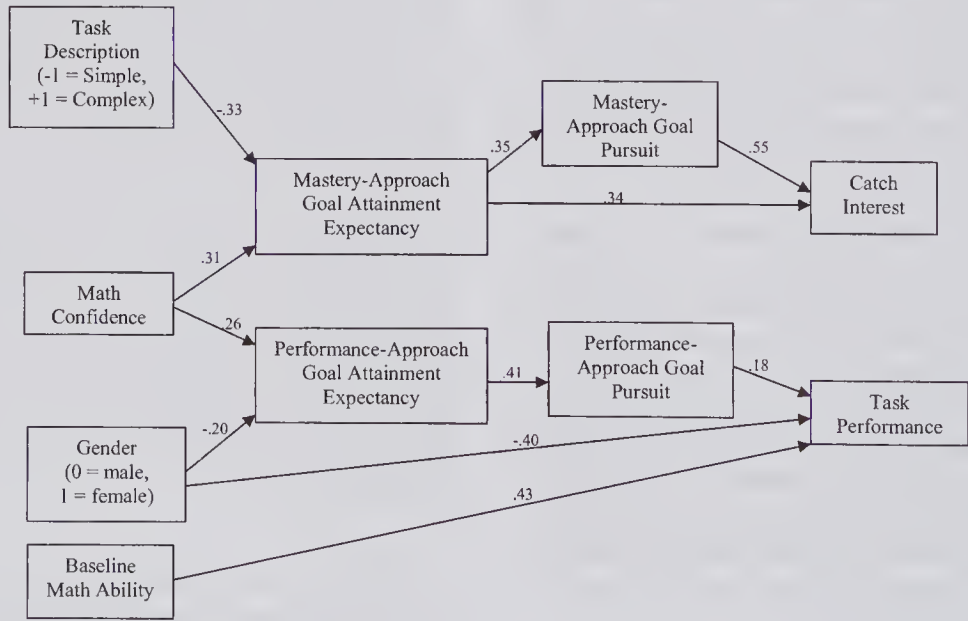 Task
Description
(-1 = Simple,
+1 = Complex)
-.33
Mastery-
Approach Goal
Pursuit
.35
.55
Mastery-Approach
Goal Attainment
Expectancy
.34
Catch
Interest
.31
Math
Confidence
.26
Performance-Approach
Goal Attainment
Expectancy
.41
Performance-
Approach Goal
Pursuit
.18
Task
Performance
-.20
Gender
(0 = male,
1 = female)
-.40
.43
Baseline
Math Ability